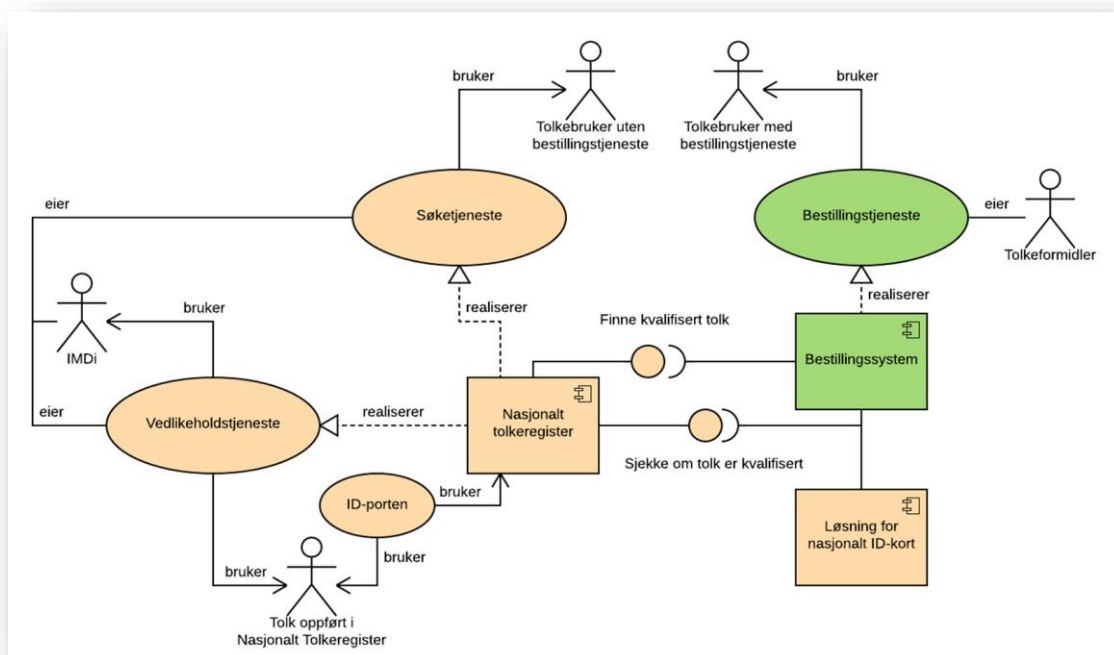 bruker
bruker
Tolkebruker uten
bestillingstjeneste
Tolkebruker med
bestillingstjeneste
eier
Søketjeneste
Bestillingstjeneste
eier
Tolkeformidler
realiserer
realiserer
bruker
Finne kvalifisert tolk
IMDi
Bestillingssystem
eier
Vedlikeholdstjeneste
realiserer
Nasjonalt
tolkeregister
Sjekke om tolk er kvalifisert
ID-porten
bruker
Løsning for
nasjonalt ID-kort
bruker
bruker
Tolk oppført i
Nasjonalt Tolkeregister